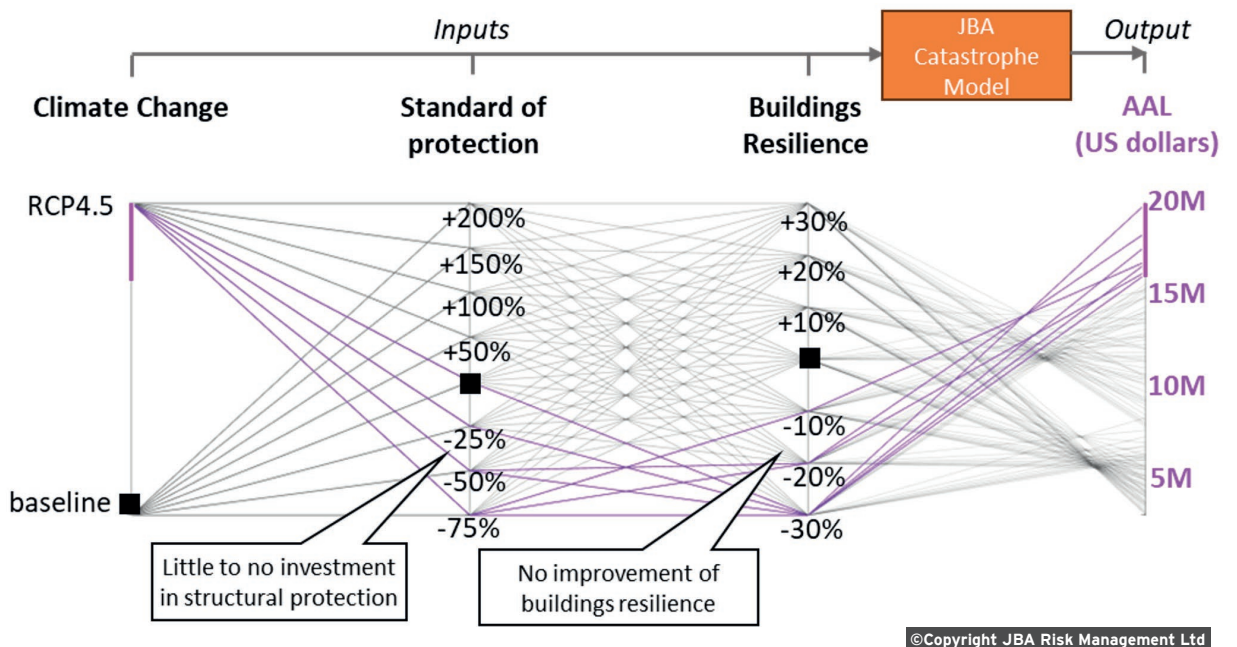 Inputs
JBA
Catastrophe
Model
Output
Climate Change
Standard of
protection
Buildings
Resilience
AAL
(US dollars)
RCP4.5
baseline
+200%
+150%
+100%
+50%
-25%
-50%
-75%
+30%
+20%
+10%
-10%
-20%
-30%
20M
15M
10M
5M
Little to no investment
in structural protection
No improvement of
buildings resilience
©Copyright JBA Risk Management Ltd